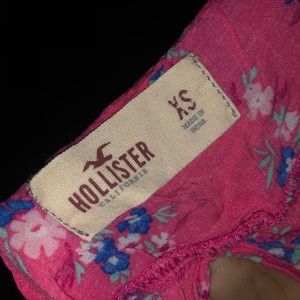 HOLLISTER
CALIFORNIA
XS
MADE IN
INDIA